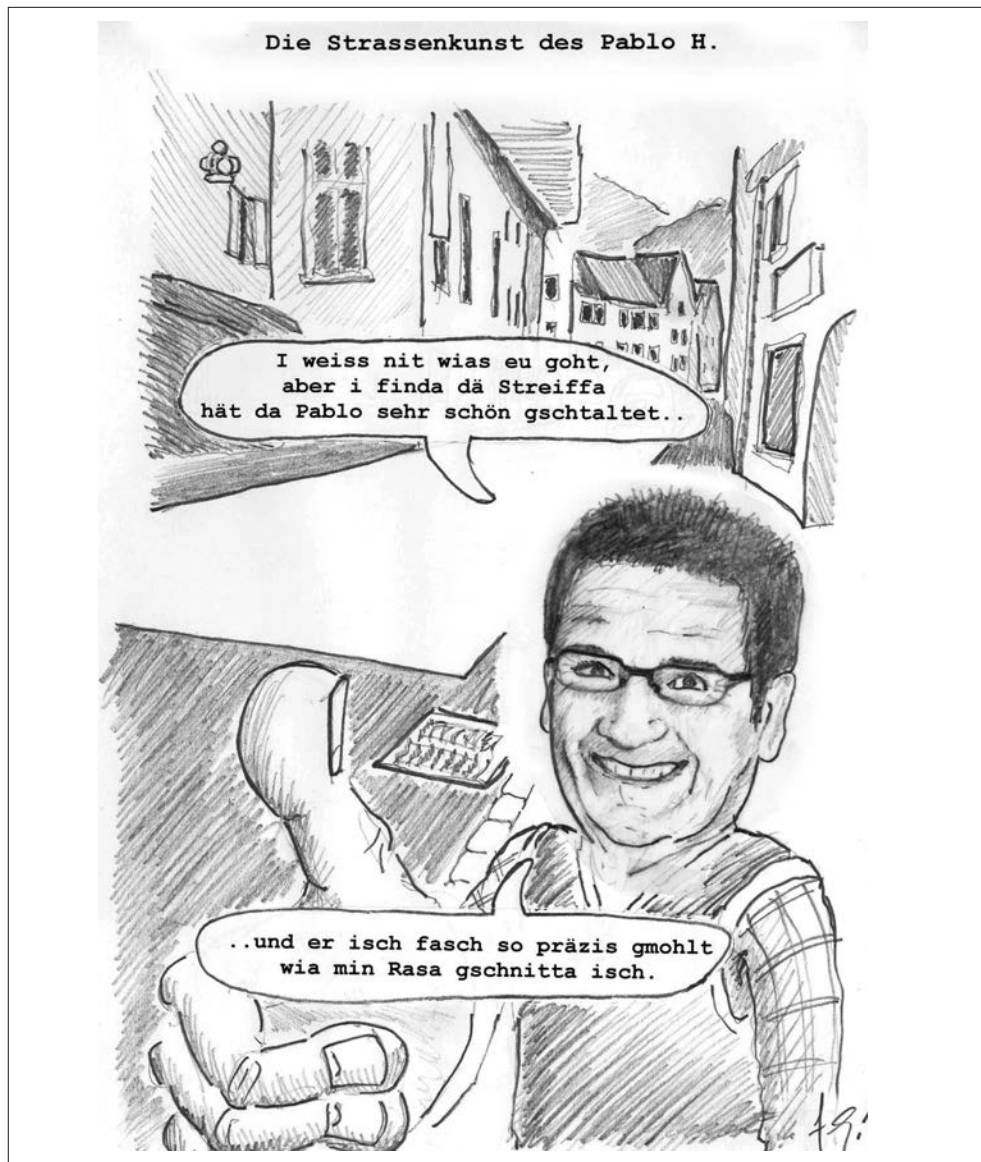 Die Strassenkunst des Pablo H.
I weiss nit wias eu goht,
aber i finda dä Streiffa
hät da Pablo sehr schön gschtaltet..
..und er isch fasch so präzis gmohlt
wia min Rasa gschnitta isch.